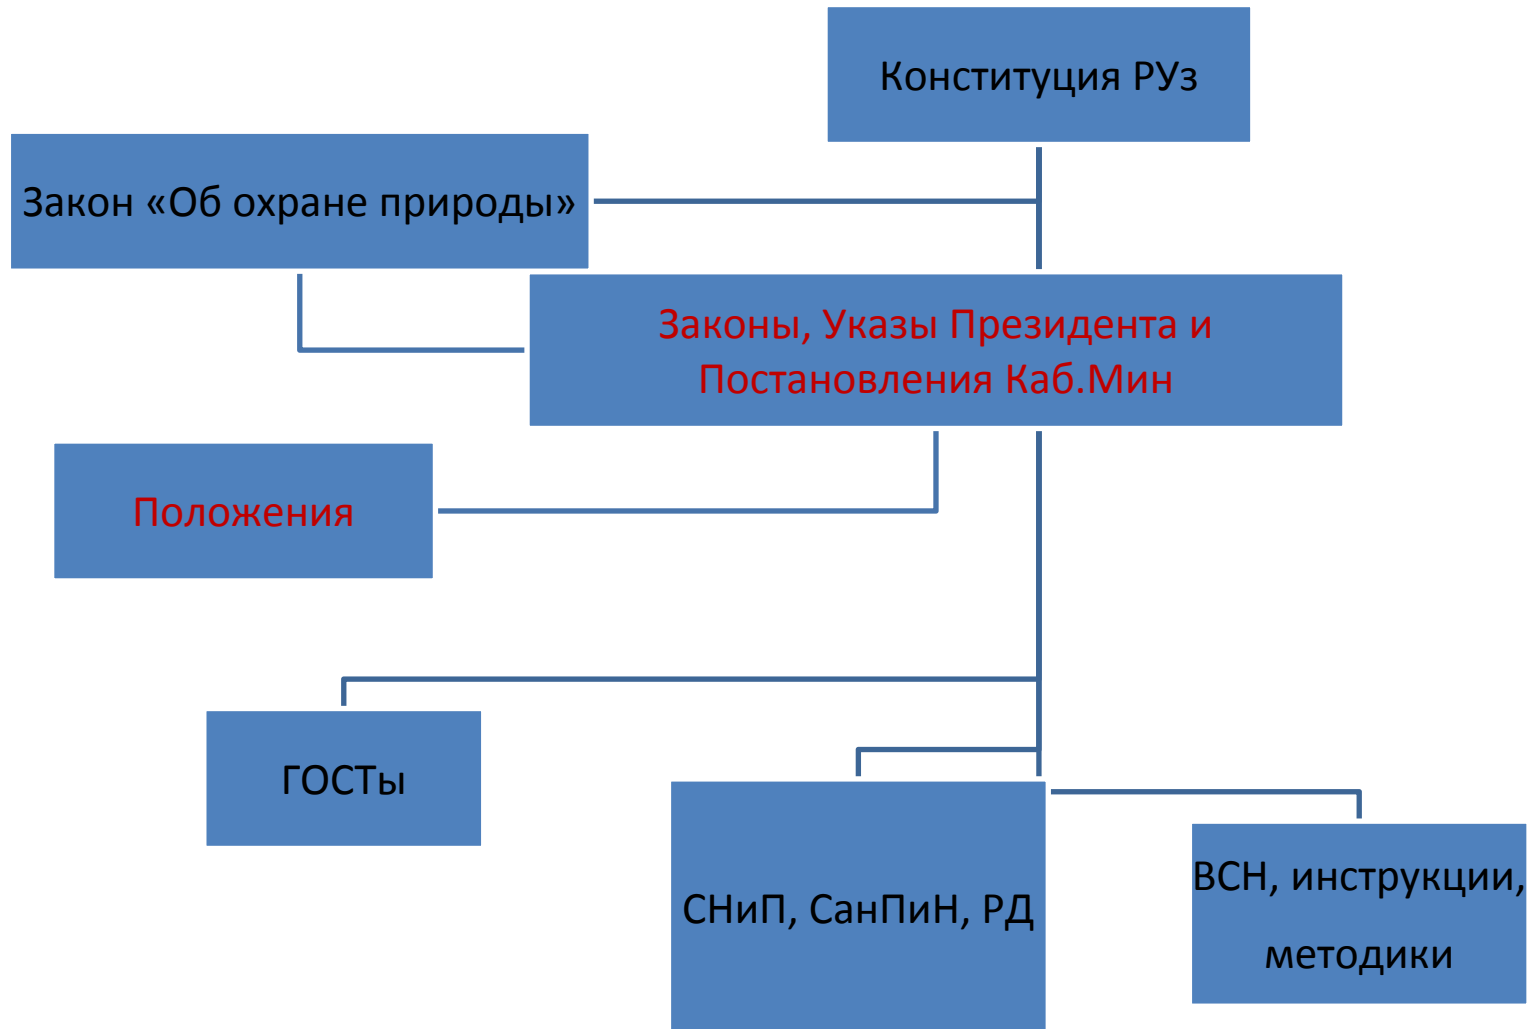 Конституция РУз
Закон «Об охране природы»
Законы, Указы Президента и
Постановления Каб.Мин
Положения
ГОСТы
СНиП, СанПиН, РД
ВСН, инструкции,
методики